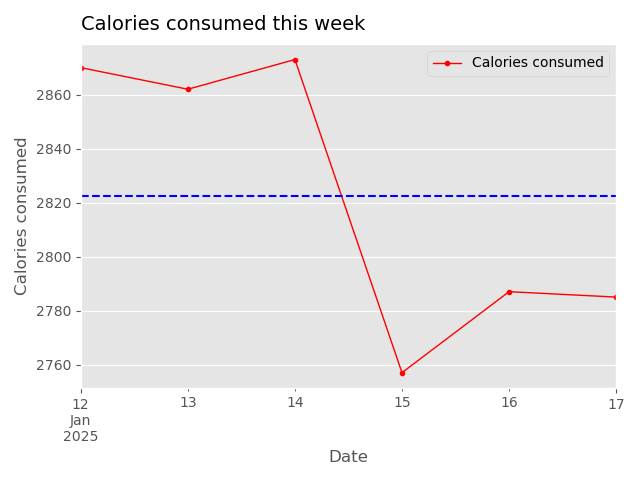 Calories consumed this week
Calories consumed
2860
2840
2820
2800
2780
2760
Calories consumed
12
Jan
2025
13
14
15
16
17
Date